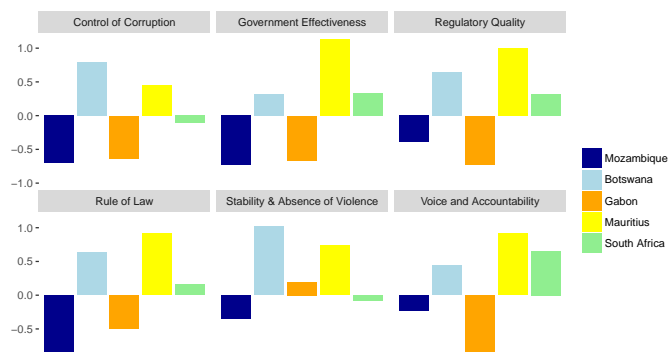 Control of Corruption
Government Effectiveness
Regulatory Quality
1.0
0.5
0.0
−0.5
−1.0
Rule of Law
Stability & Absence of Violence
Voice and Accountability
1.0
0.5
0.0
−0.5
Mozambique
Botswana
Gabon
Mauritius
South Africa